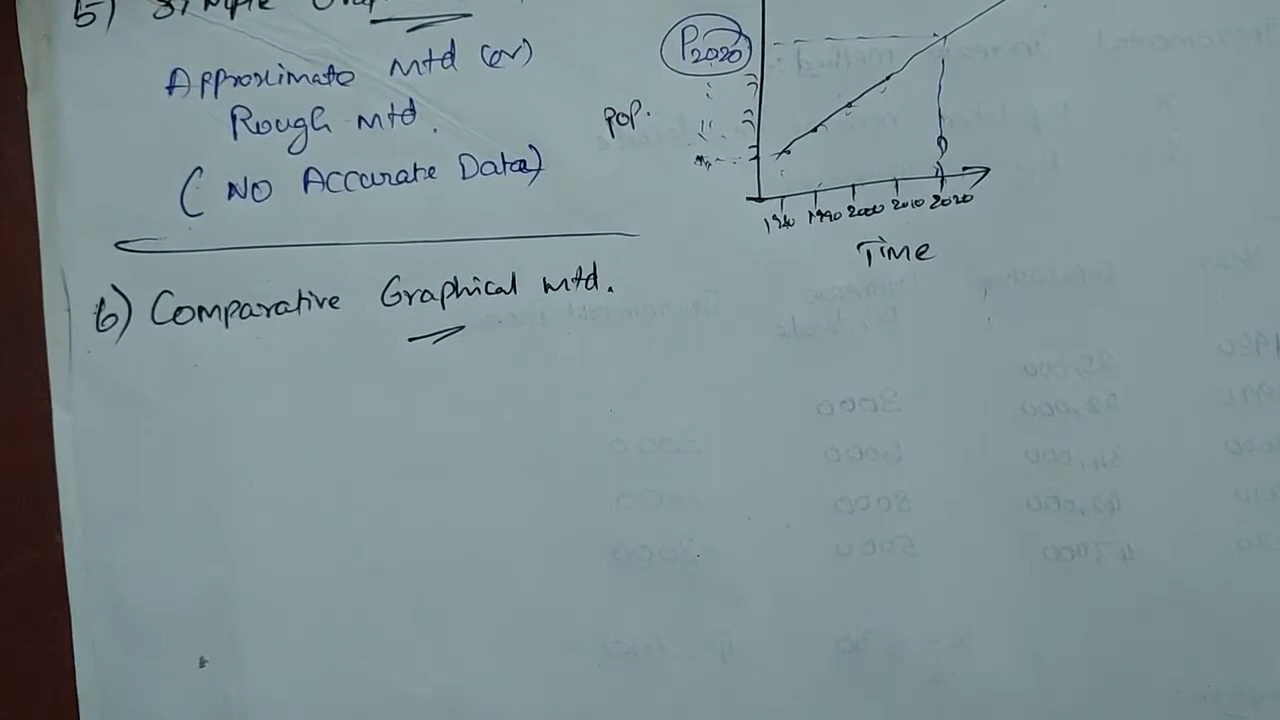 5) Simple
Approximate Mtd (or)
Rough Mtd.
( NO Accurate Data)
P2020
pop.
1980 1990 2000 2010 2020
Time
6) Comparative Graphical mtd.